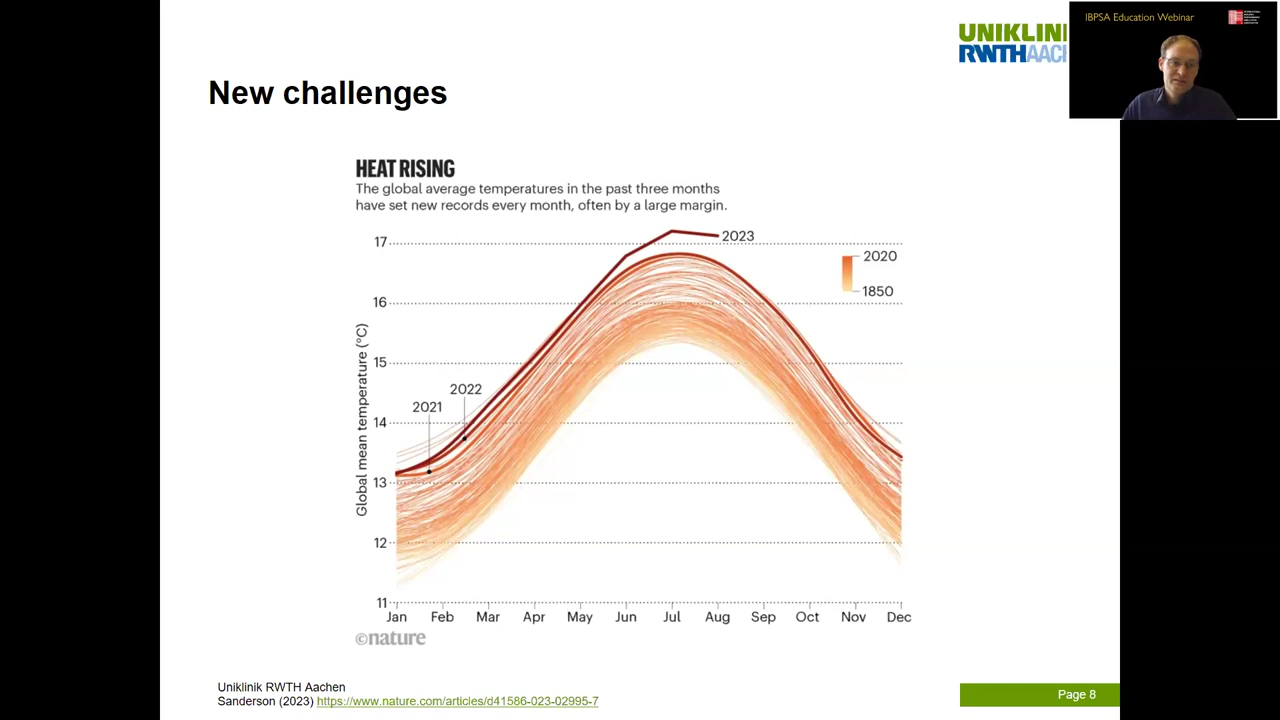 IBPSA Education Webinar
UNIKLINI
RWTHAACH
New challenges
HEAT RISING
The global average temperatures in the past three months
have set new records every month, often by a large margin.
Global mean temperature (°C)
17
16
15
14
13
12
11
2023
2020
1850
2022
2021
Jan Feb Mar Apr May Jun Jul Aug Sep Oct Nov Dec
©nature
Uniklinik RWTH Aachen
Sanderson (2023) https://www.nature.com/articles/d41586-023-02995-7
Page 8